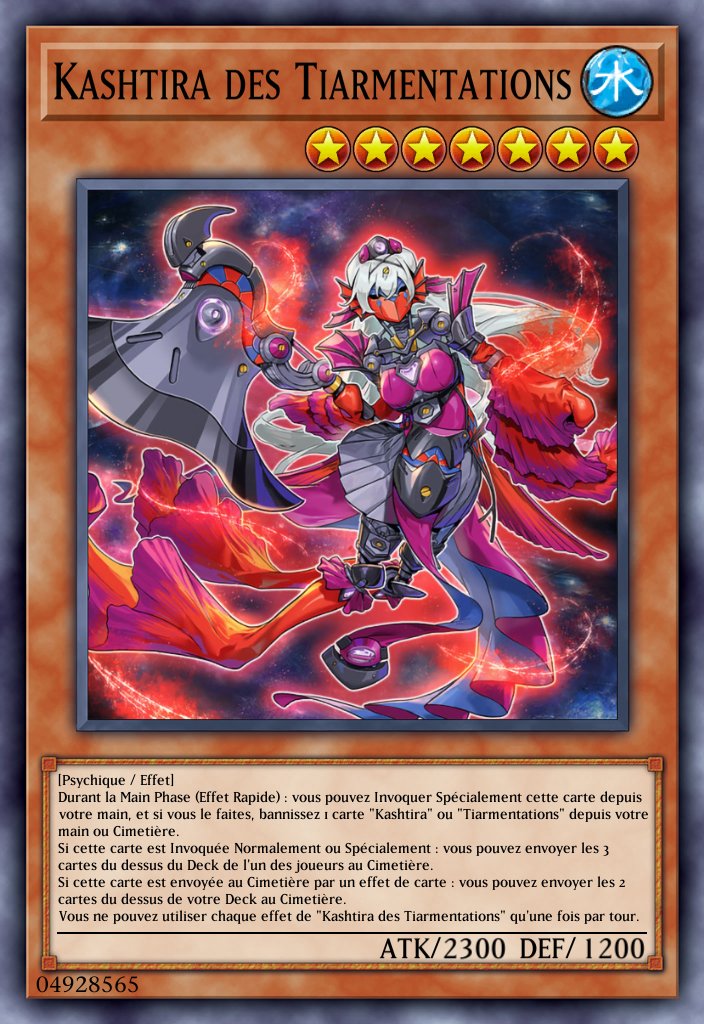 Kashtira des Tiarmentations
水
[Psychique / Effet]
Durant la Main Phase (Effet Rapide) : vous pouvez Invoquer Spécialement cette carte depuis
votre main, et si vous le faites, bannissez 1 carte "Kashtira" ou "Tiarmentations" depuis votre
main ou Cimetière.
Si cette carte est Invoquée Normalement ou Spécialement : vous pouvez envoyer les 3
cartes du dessus du Deck de l'un des joueurs au Cimetière.
Si cette carte est envoyée au Cimetière par un effet de carte : vous pouvez envoyer les 2
cartes du dessus de votre Deck au Cimetière.
Vous ne pouvez utiliser chaque effet de "Kashtira des Tiarmentations" qu'une fois par tour.
ATK/2300 DEF/1200
04928565